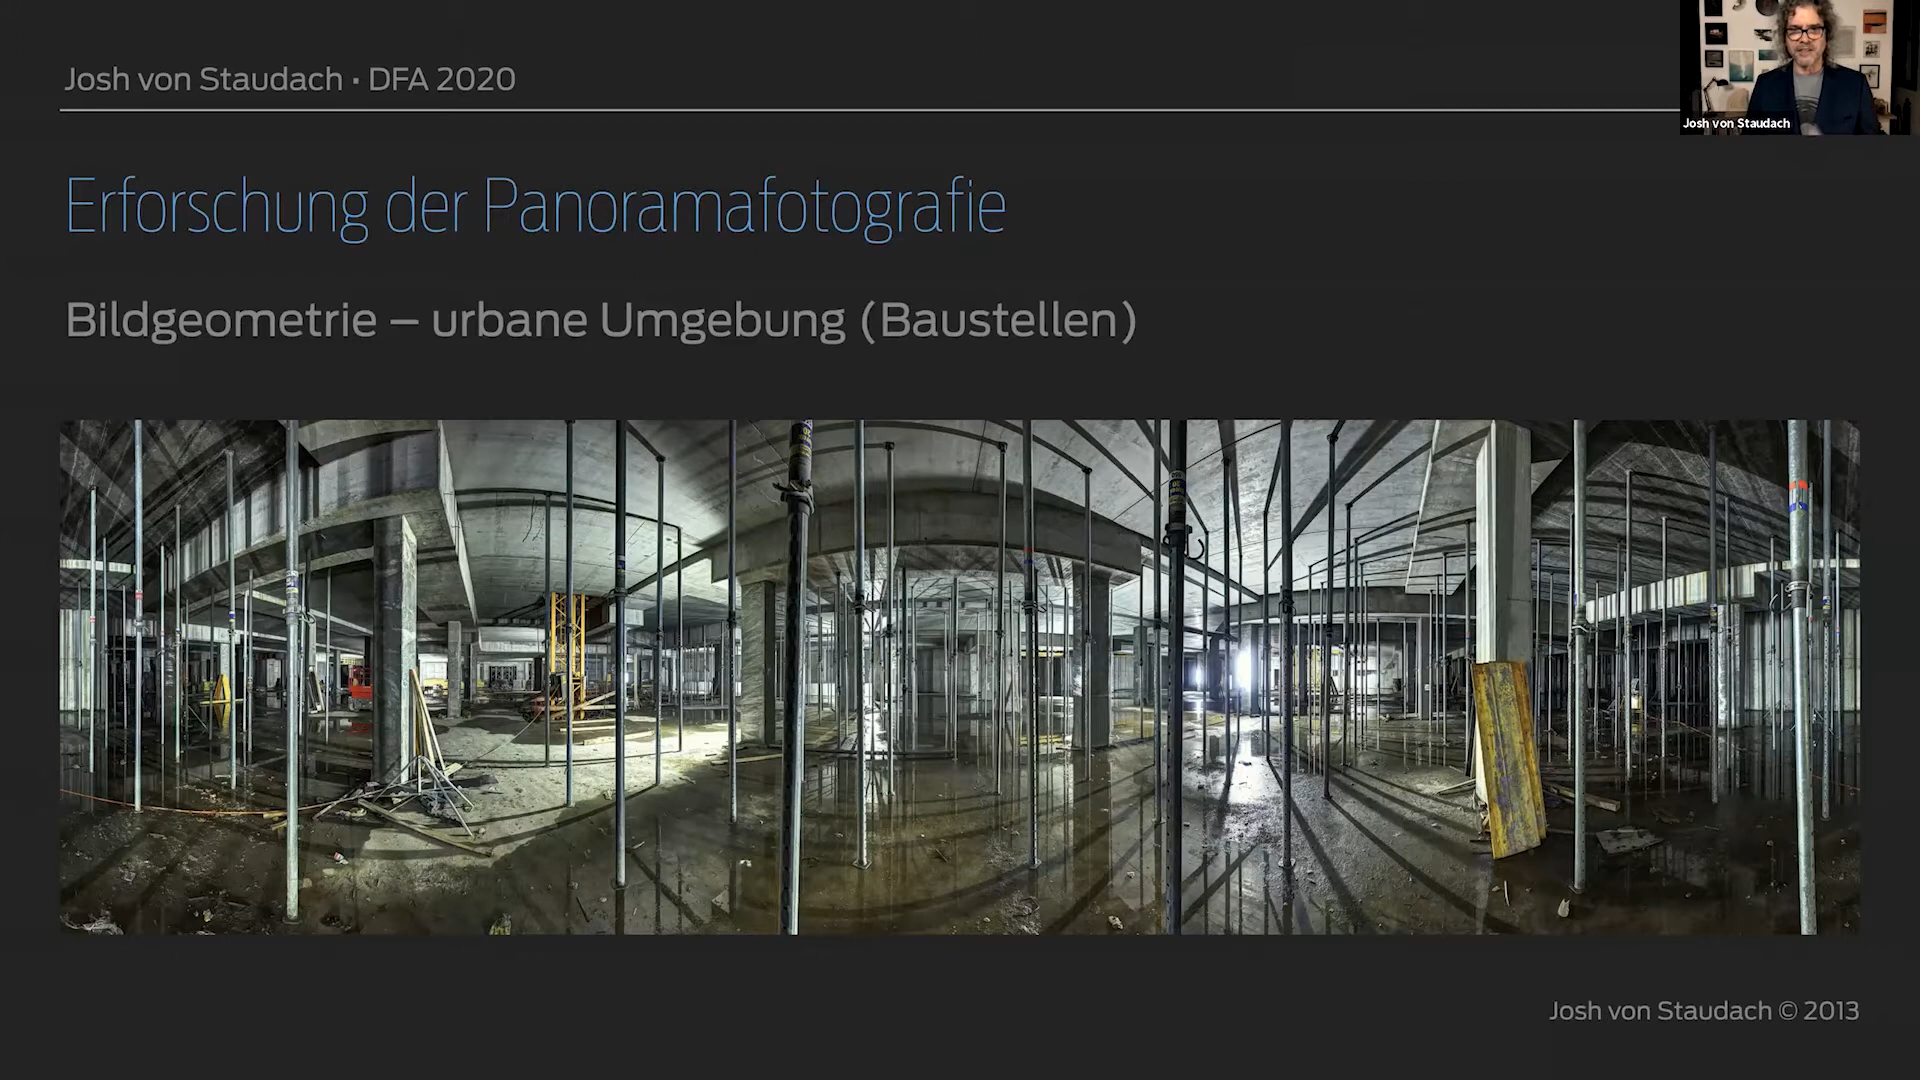 Josh von Staudach • DFA 2020
Josh von Staudach
Erforschung der Panoramafotografie
Bildgeometrie – urbane Umgebung (Baustellen)
Josh von Staudach © 2013